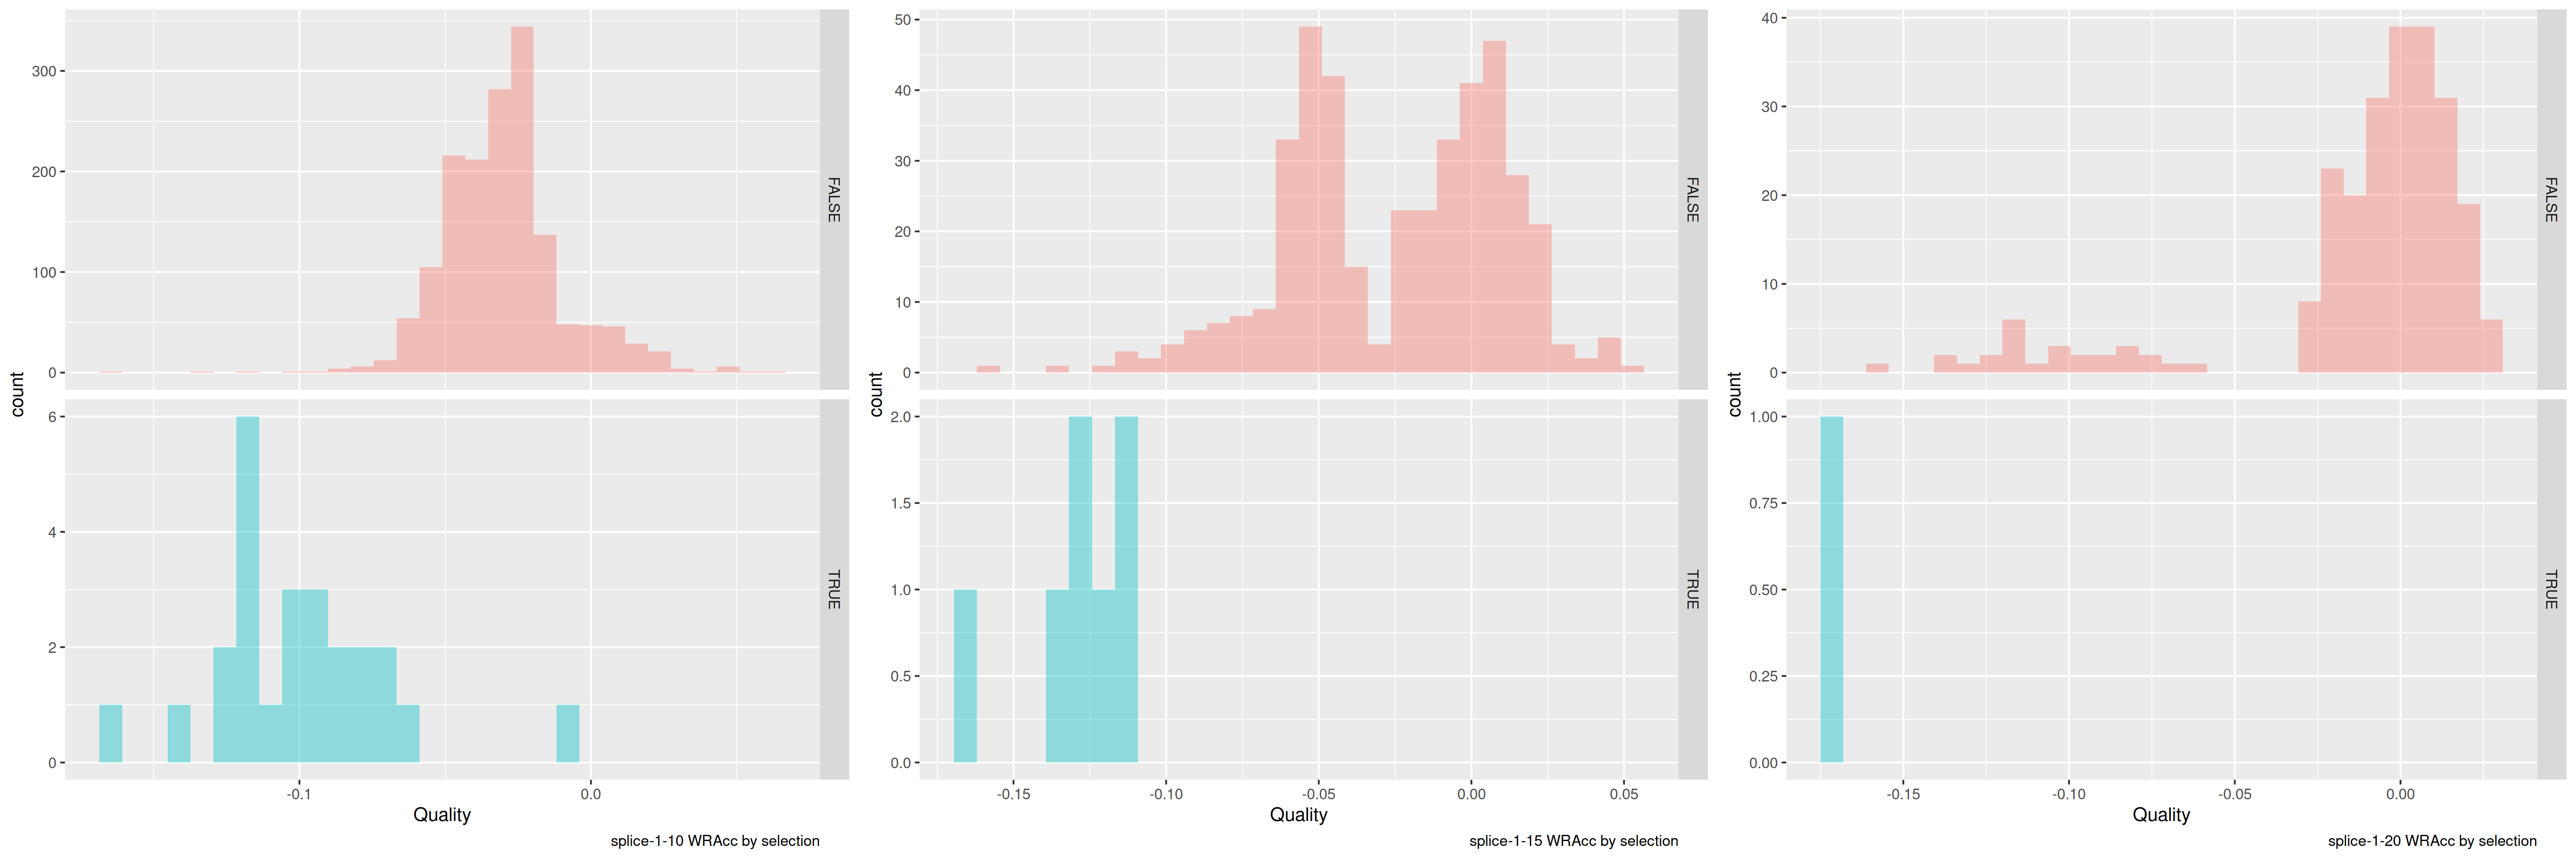 count
300
200
100
0
FALSE
6
4
2
0
TRUE
-0.1
0.0
Quality
splice-1-10 WRAcc by selection
count
50
40
30
20
10
0
FALSE
2.0
1.5
1.0
0.5
0.0
TRUE
-0.15
-0.10
-0.05
0.00
0.05
Quality
splice-1-15 WRAcc by selection
count
40
30
20
10
0
FALSE
1.00
0.75
0.50
0.25
0.00
TRUE
-0.15
-0.10
-0.05
0.00
Quality
splice-1-20 WRAcc by selection